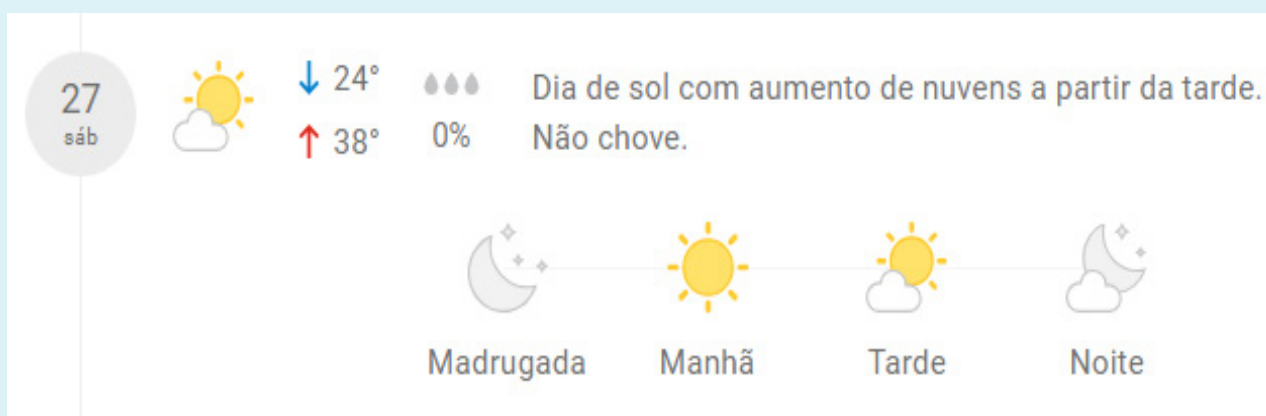 27
sáb
24°
38°
0%
Dia de sol com aumento de nuvens a partir da tarde.
Não chove.
Madrugada Manhã Tarde Noite